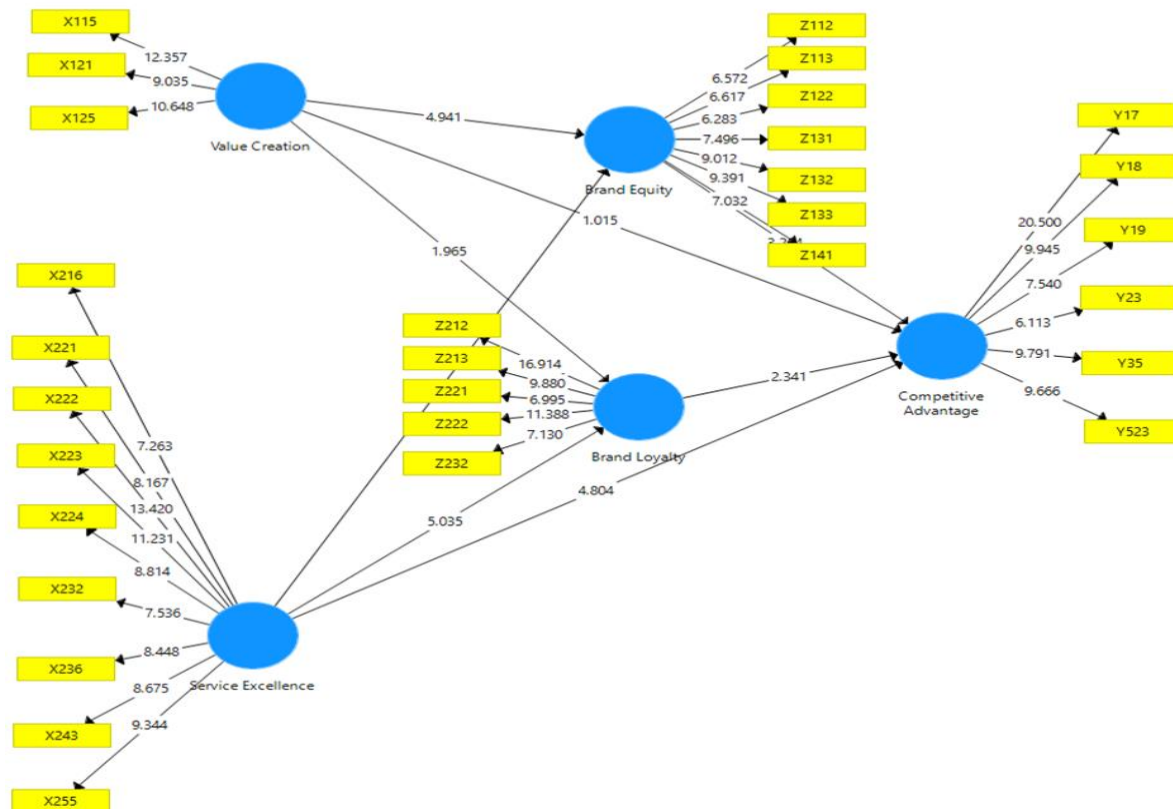 X115
X121
X125
12.357
9.035
10.648
Value Creation
4.941
1.015
1.965
Z112
Z113
Z122
Z131
Z132
Z133
Z141
6.572
6.617
6.283
7.496
9.012
9.391
7.032
Brand Equity
Y17
Y18
Y19
Y23
Y35
Y523
20.500
9.945
7.540
6.113
9.791
9.666
Competitive
Advantage
Z212
Z213
Z221
Z222
Z232
16.914
9.880
6.995
11.388
7.130
Brand Loyalty
2.341
4.804
5.035
X216
X221
X222
X223
X224
X232
X236
X243
X255
7.263
8.167
13.420
11.231
8.814
7.536
8.448
8.675
9.344
Service Excellence